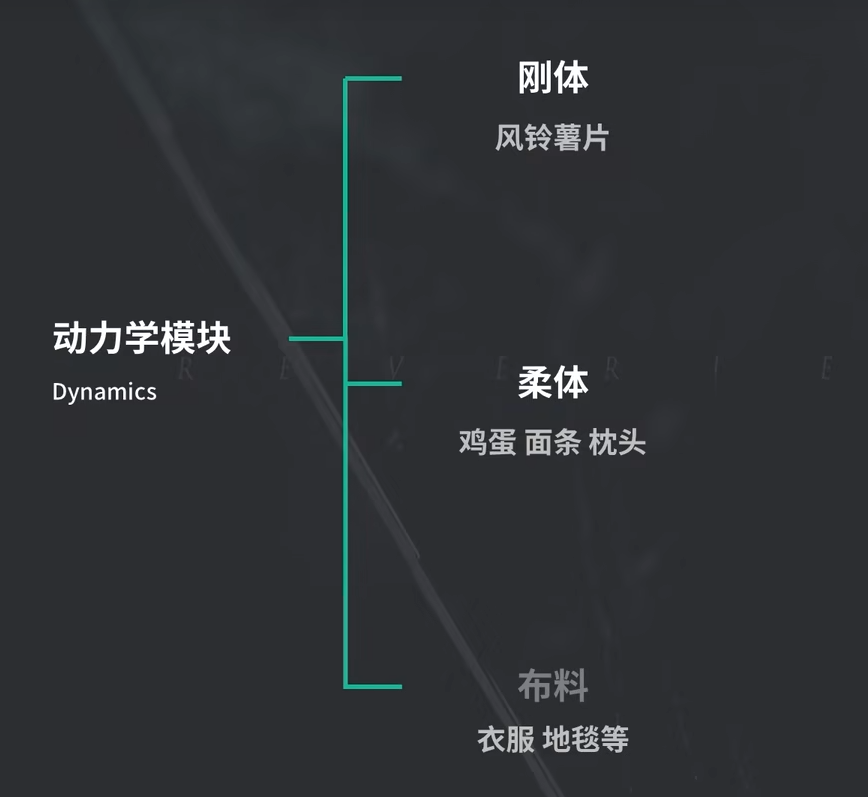 刚体
风铃薯片
动力学模块
Dynamics
R E V E R I E
柔体
鸡蛋 面条 枕头
布料
衣服 地毯等